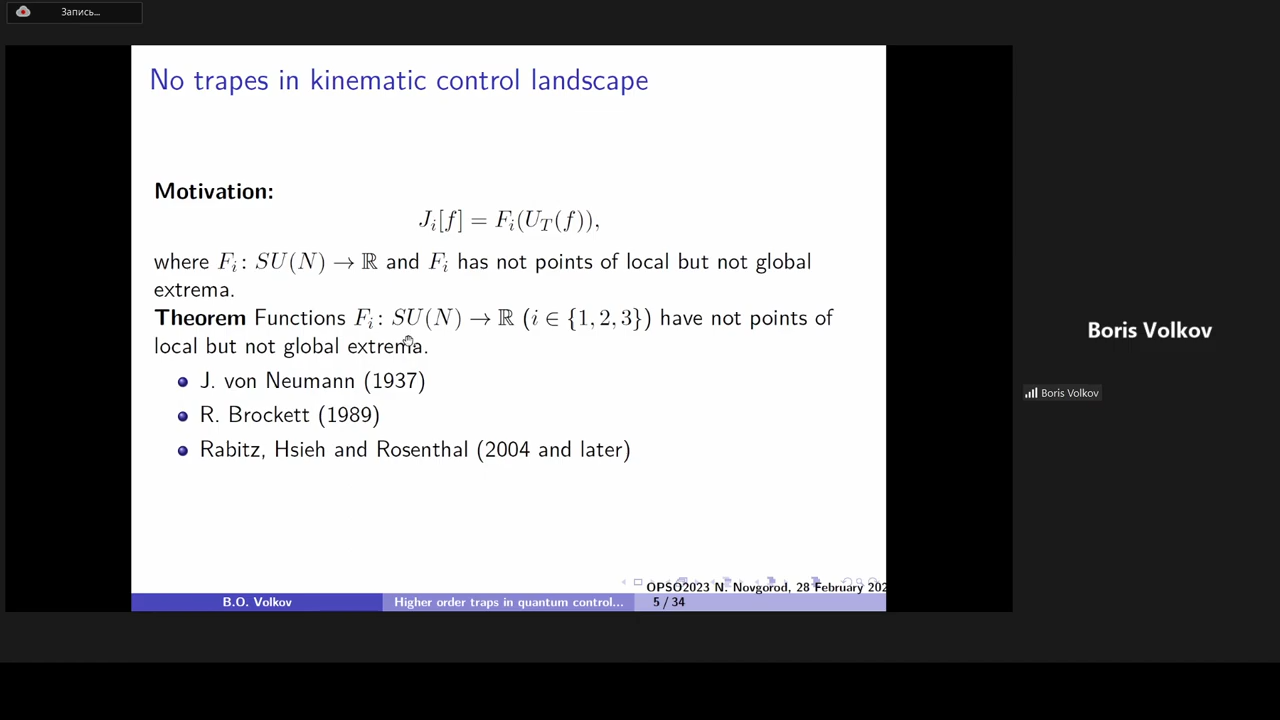 Запись...
No trapes in kinematic control landscape
Motivation:
J_i[f] = F_i(U_T(f)),
where F_i: SU(N) → ℝ and F_i has not points of local but not global
extrema.
Theorem Functions F_i: SU(N) → ℝ (i ∈ {1, 2, 3}) have not points of
local but not global extrema.
J. von Neumann (1937)
R. Brockett (1989)
Rabitz, Hsieh and Rosenthal (2004 and later)
Boris Volkov
Boris Volkov
OPSO2023 N. Novgorod, 28 February 202
B.O. Volkov
Higher order traps in quantum control...
5 / 34